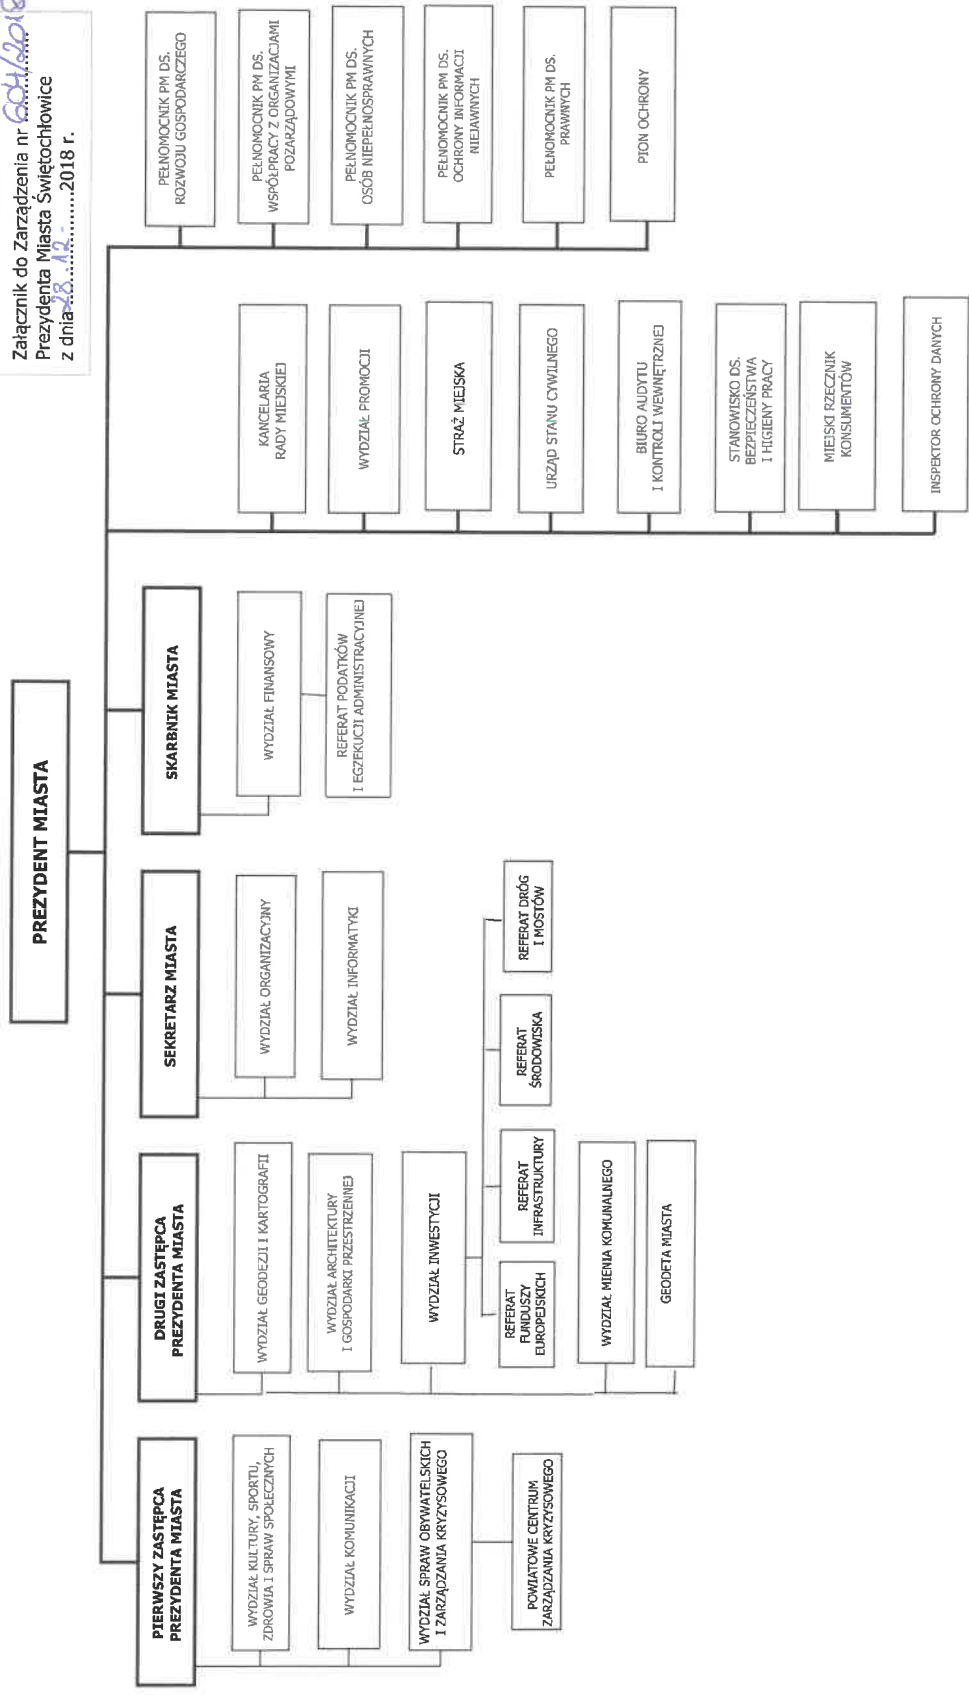 Załącznik do Zarządzenia nr 604/2018
Prezydenta Miasta Świętochłowice
z dnia 28.12.2018 r.
PREZYDENT MIASTA
PIERWSZY ZASTĘPCA
PREZYDENTA MIASTA
WYDZIAŁ KULTURY, SPORTU,
ZDROWIA I SPRAW SPOŁECZNYCH
WYDZIAŁ KOMUNIKACJI
WYDZIAŁ SPRAW OBYWATELSKICH
I ZARZĄDZANIA KRYZYSOWEGO
POWIATOWE CENTRUM
ZARZĄDZANIA KRYZYSOWEGO
DRUGI ZASTĘPCA
PREZYDENTA MIASTA
WYDZIAŁ GEODEZJI I KARTOGRAFII
WYDZIAŁ ARCHITEKTURY
I GOSPODARKI PRZESTRZENNEJ
WYDZIAŁ INWESTYCJI
REFERAT
FUNDUSZY
EUROPEJSKICH
REFERAT
INFRASTRUKTURY
REFERAT
ŚRODOWISKA
REFERAT DRÓG
I MOSTÓW
WYDZIAŁ MIENIA KOMUNALNEGO
GEODETA MIASTA
SEKRETARZ MIASTA
WYDZIAŁ ORGANIZACYJNY
WYDZIAŁ INFORMATYKI
SKARBNIK MIASTA
WYDZIAŁ FINANSOWY
REFERAT PODATKÓW
I EGZEKUCJI ADMINISTRACYJNEJ
KANCELARIA
RADY MIEJSKIEJ
WYDZIAŁ PROMOCJI
STRAŻ MIEJSKA
URZĄD STANU CYWILNEGO
BIURO AUDYTU
I KONTROLI WEWNĘTRZNEJ
STANOWISKO DS.
BEZPIECZEŃSTWA
I HIGIENY PRACY
MIEJSKI RZECZNIK
KONSUMENTÓW
INSPEKTOR OCHRONY DANYCH
PEŁNOMOCNIK PM DS.
ROZWOJU GOSPODARCZEGO
PEŁNOMOCNIK PM DS.
WSPÓŁPRACY Z ORGANIZACJAMI
POZARZĄDOWYMI
PEŁNOMOCNIK PM DS.
OSÓB NIEPEŁNOSPRAWNYCH
PEŁNOMOCNIK PM DS.
OCHRONY INFORMACJI
NIEJAWNYCH
PEŁNOMOCNIK PM DS.
PRAWNYCH
PION OCHRONY